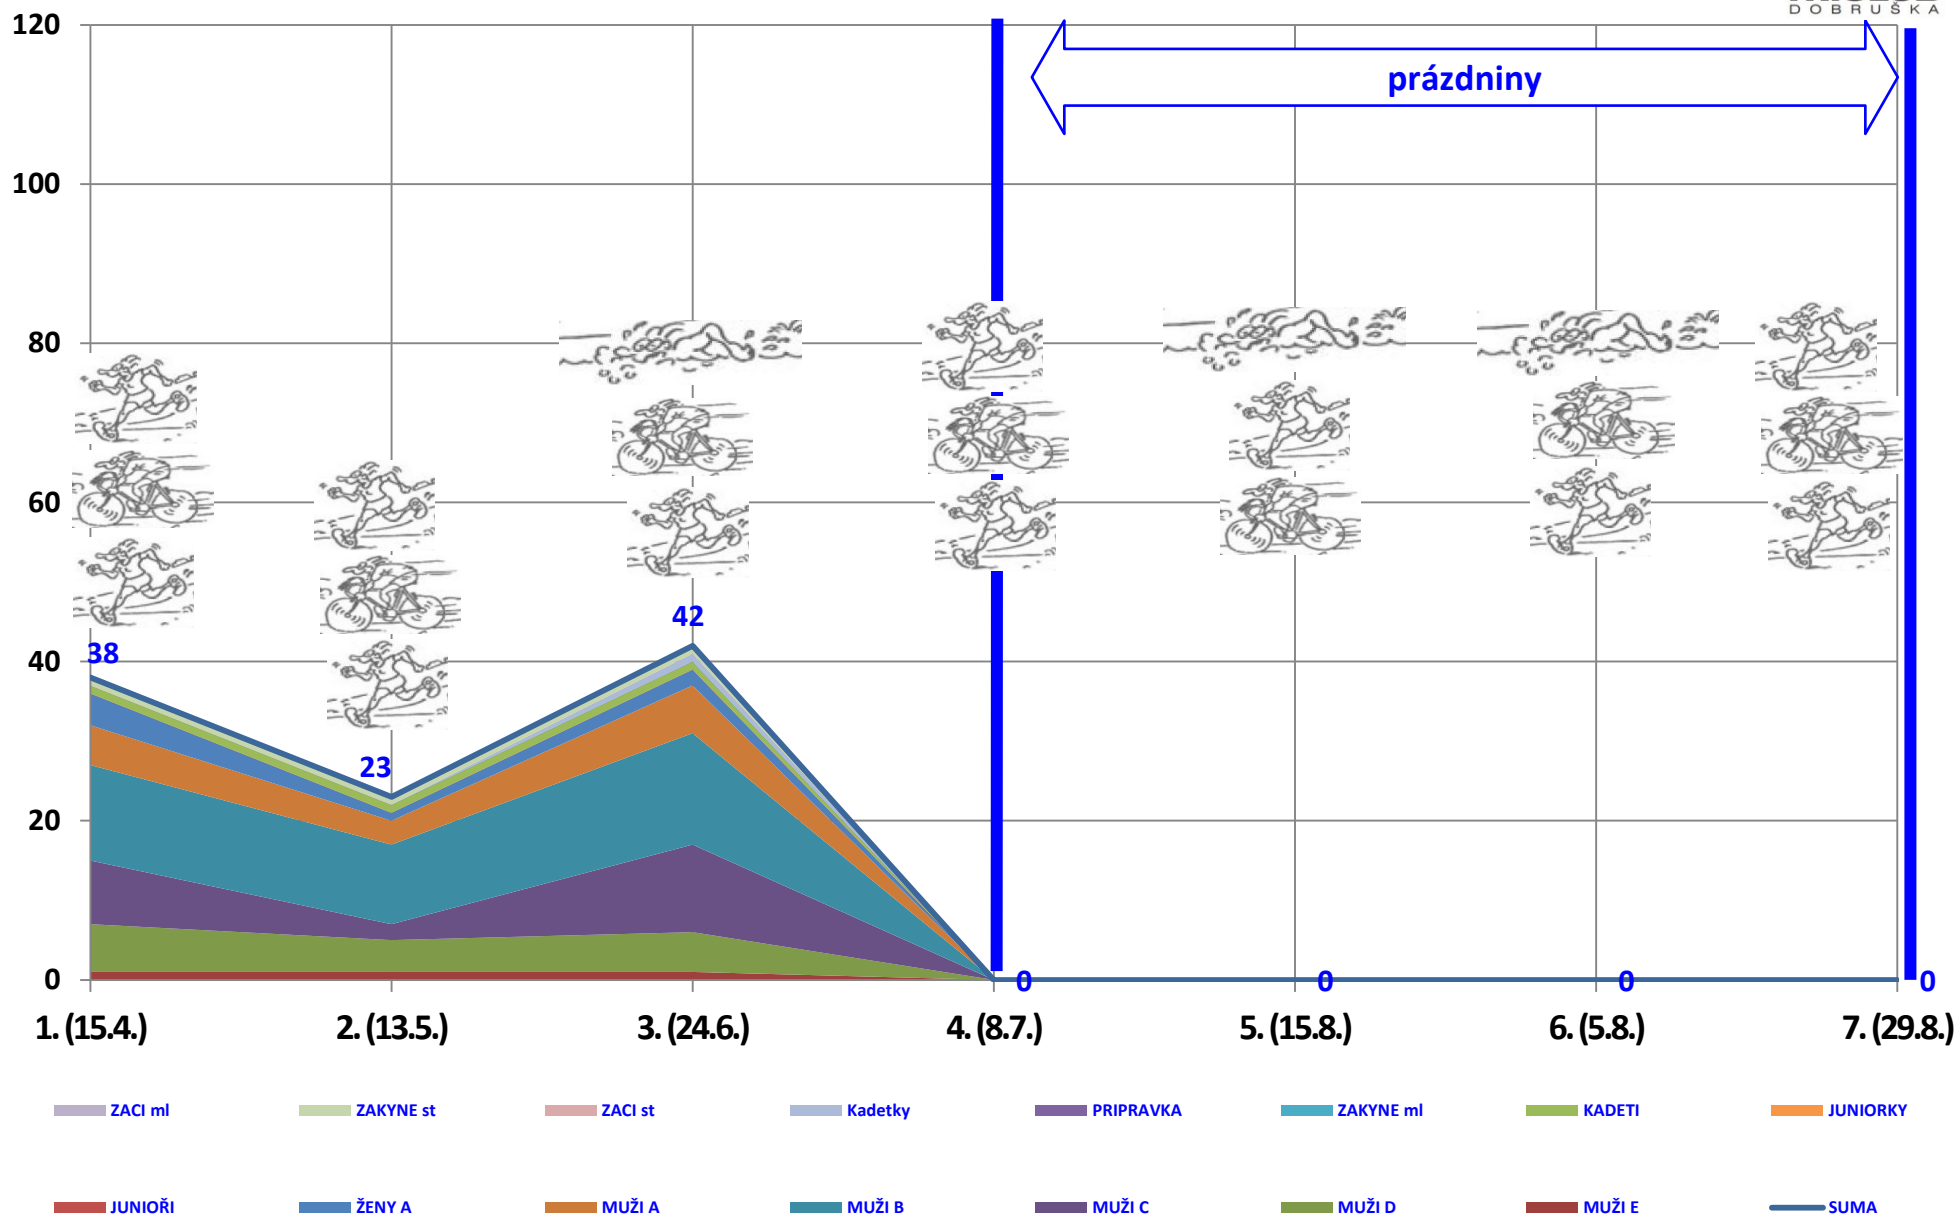 DOBRUŠKA
120
prázdniny
100
80
60
42
38
40
23
20
0
0
0
0
0
1. (15.4.)
2. (13.5.)
3. (24.6.)
4. (8.7.)
5. (15.8.)
6. (5.8.)
7. (29.8.)
ZACI ml
ZAKYNE st
ZACI st
Kadetky
PRIPRAVKA
ZAKYNE ml
KADETI
JUNIORKY
JUNIOŘI
ŽENY A
MUŽI A
MUŽI B
MUŽI C
MUŽI D
MUŽI E
SUMA